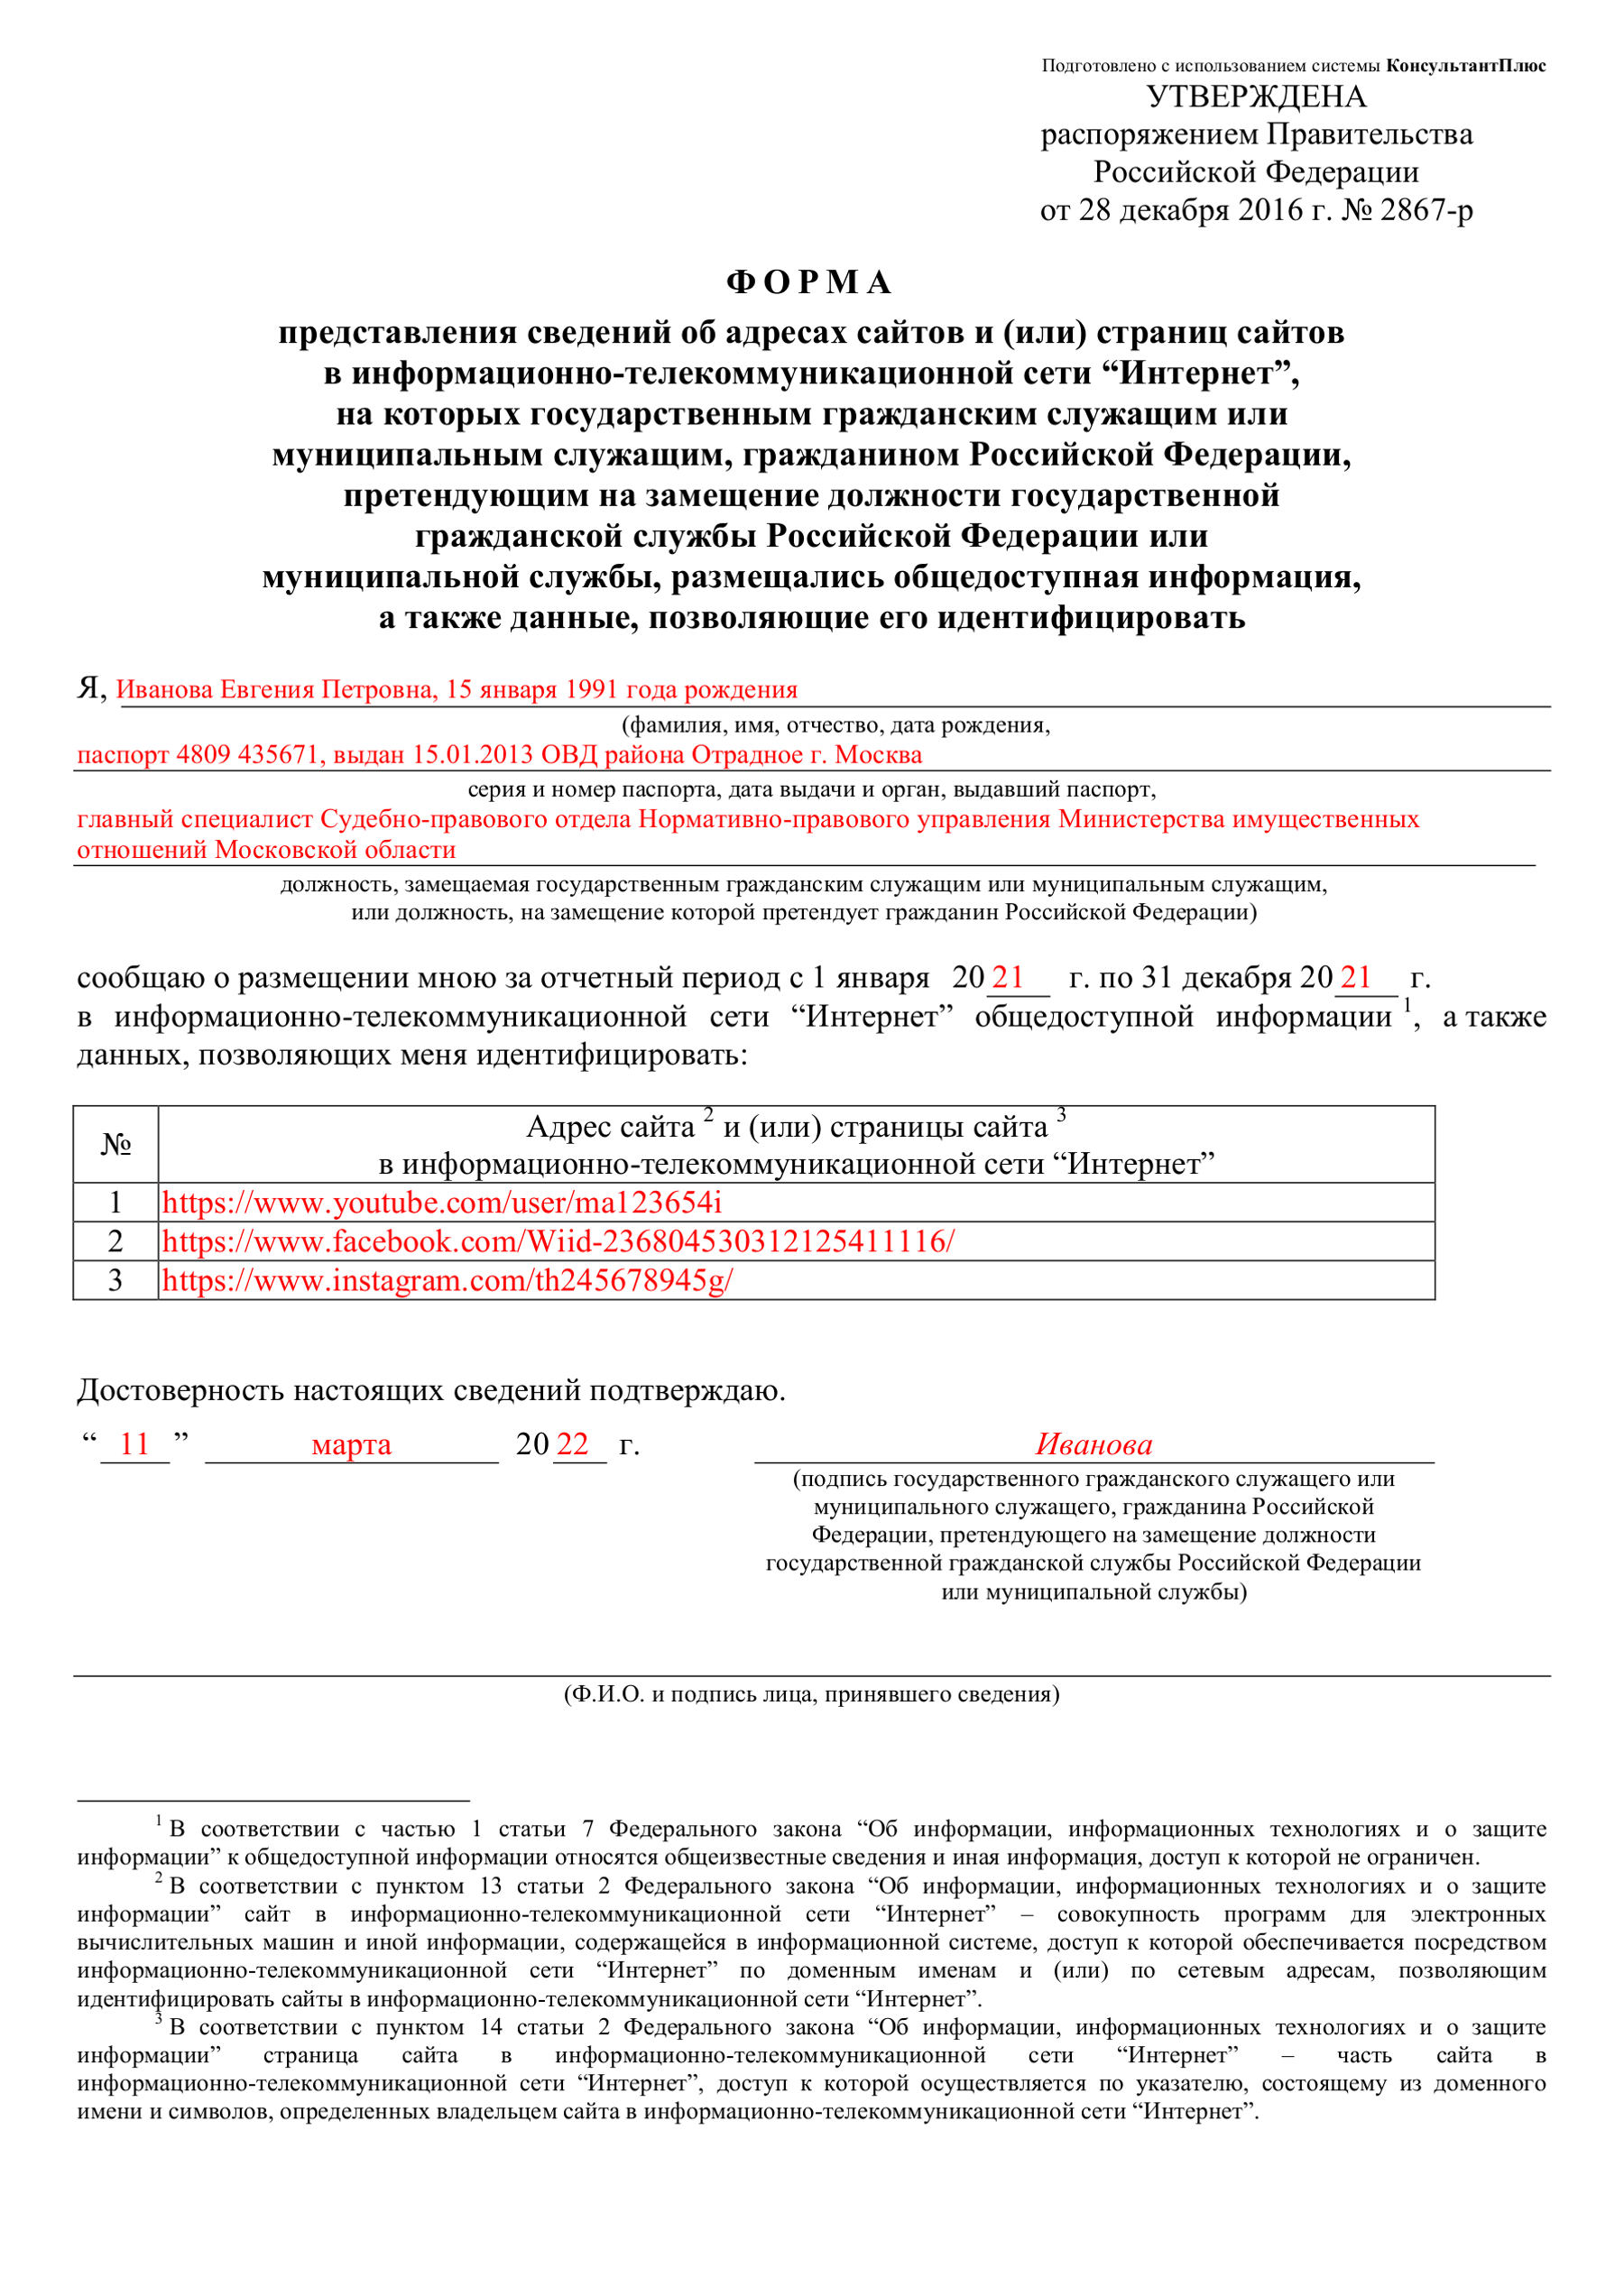 Подготовлено с использованием системы КонсультантПлюс
УТВЕРЖДЕНА
распоряжением Правительства
Российской Федерации
от 28 декабря 2016 г. № 2867-р
ФОРМА
представления сведений об адресах сайтов и (или) страниц сайтов
в информационно-телекоммуникационной сети “Интернет”,
на которых государственным гражданским служащим или
муниципальным служащим, гражданином Российской Федерации,
претендующим на замещение должности государственной
гражданской службы Российской Федерации или
муниципальной службы, размещались общедоступная информация,
а также данные, позволяющие его идентифицировать
Я, Иванова Евгения Петровна, 15 января 1991 года рождения
(фамилия, имя, отчество, дата рождения,
паспорт 4809 435671, выдан 15.01.2013 ОВД района Отрадное г. Москва
серия и номер паспорта, дата выдачи и орган, выдавший паспорт,
главный специалист Судебно-правового отдела Нормативно-правового управления Министерства имущественных
отношений Московской области
должность, замещаемая государственным гражданским служащим или муниципальным служащим,
или должность, на замещение которой претендует гражданин Российской Федерации)
сообщаю о размещении мною за отчетный период с 1 января 20 21 г. по 31 декабря 20 21 г.
в информационно-телекоммуникационной сети “Интернет” общедоступной информации 1, а также
данных, позволяющих меня идентифицировать:
№ Адрес сайта 2 и (или) страницы сайта 3
в информационно-телекоммуникационной сети “Интернет”
1 https://www.youtube.com/user/ma123654i
2 https://www.facebook.com/Wiid-236804530312125411116/
3 https://www.instagram.com/th245678945g/
Достоверность настоящих сведений подтверждаю.
“ 11 ” марта 20 22 г. Иванова
(подпись государственного гражданского служащего или
муниципального служащего, гражданина Российской
Федерации, претендующего на замещение должности
государственной гражданской службы Российской Федерации
или муниципальной службы)
(Ф.И.О. и подпись лица, принявшего сведения)
1 В соответствии с частью 1 статьи 7 Федерального закона “Об информации, информационных технологиях и о защите
информации” к общедоступной информации относятся общеизвестные сведения и иная информация, доступ к которой не ограничен.
2 В соответствии с пунктом 13 статьи 2 Федерального закона “Об информации, информационных технологиях и о защите
информации” сайт в информационно-телекоммуникационной сети “Интернет” – совокупность программ для электронных
вычислительных машин и иной информации, содержащейся в информационной системе, доступ к которой обеспечивается посредством
информационно-телекоммуникационной сети “Интернет” по доменным именам и (или) по сетевым адресам, позволяющим
идентифицировать сайты в информационно-телекоммуникационной сети “Интернет”.
3 В соответствии с пунктом 14 статьи 2 Федерального закона “Об информации, информационных технологиях и о защите
информации” страница сайта в информационно-телекоммуникационной сети “Интернет” – часть сайта в
информационно-телекоммуникационной сети “Интернет”, доступ к которой осуществляется по указателю, состоящему из доменного
имени и символов, определенных владельцем сайта в информационно-телекоммуникационной сети “Интернет”.